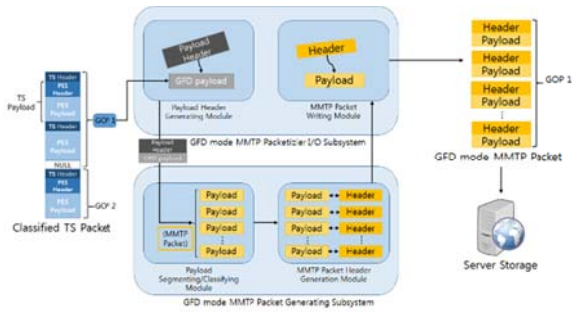 TS Header
PES
Header
PES
Payload
TS
Payload
TS Header
PES
Payload
NULL
TS Header
PES
Header
PES
Payload
GOP 1
GOP 2
Classified TS Packet
Payload
Header
GFD payload
Payload Header
Generating Module
Header
Payload
MMTP Packet
Writing Module
GFD mode MMTP Packetizier I/O Subsystem
Payload
Header
GFD payload
(MMTP
Packet)
Payload
Payload
Payload
...
Payload
Payload
Segmenting/Classifying
Module
Payload Header
Payload Header
Payload Header
Payload Header
MMTP Packet Header
Generation Module
GFD mode MMTP Packet Generating Subsystem
Header
Payload
Header
Payload
Header
Payload
...
Header
Payload
GOP 1
GFD mode MMTP Packet
Server Storage